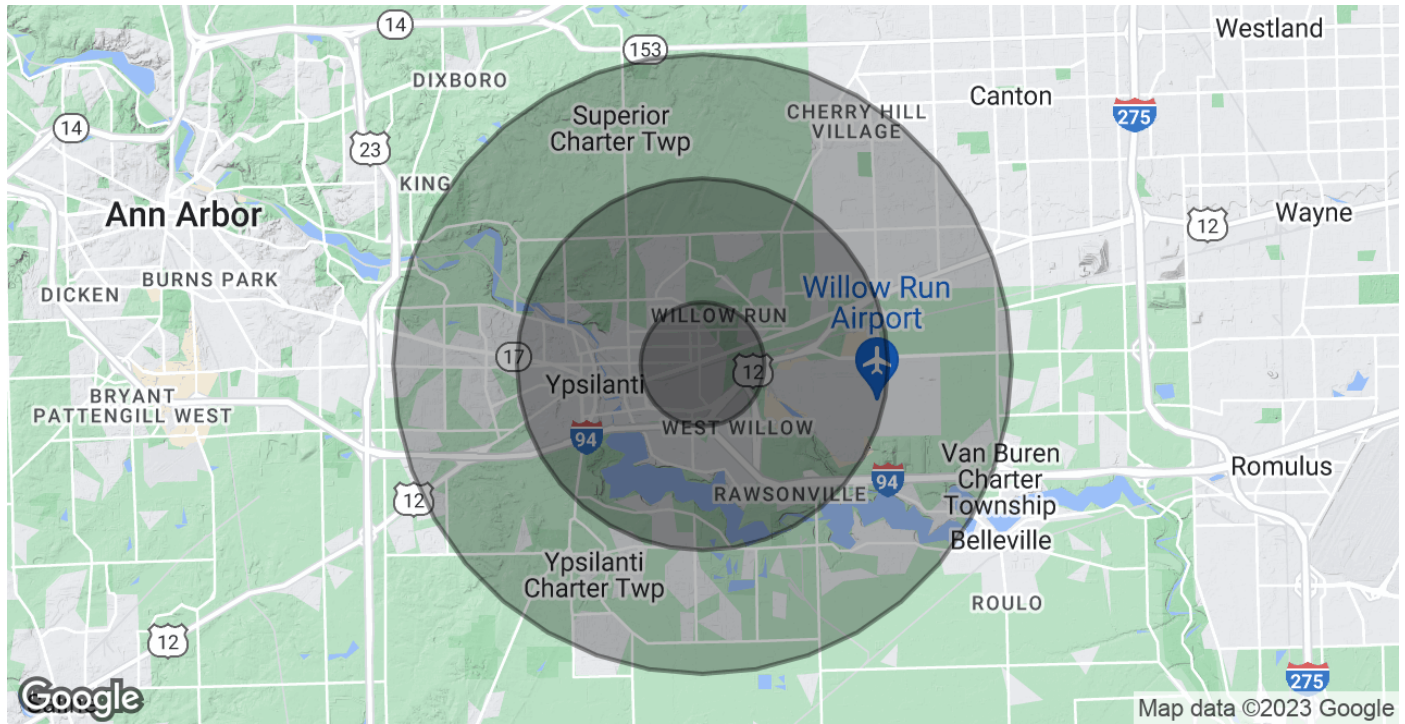 14
153
Westland
DIXBORO
Canton
Superior
Charter Twp
CHERRY HILL
VILLAGE
275
14
23
KING
Ann Arbor
12
Wayne
BURNS PARK
DICKEN
Willow Run
Airport
WILLOW RUN
17
12
Ypsilanti
BRYANT
PATTENGILL WEST
WEST WILLOW
94
Van Buren
Charter
Township
Romulus
94
RAWSONVILLE
12
Belleville
Ypsilanti
Charter Twp
ROULO
12
275
Google
Map data ©2023 Google